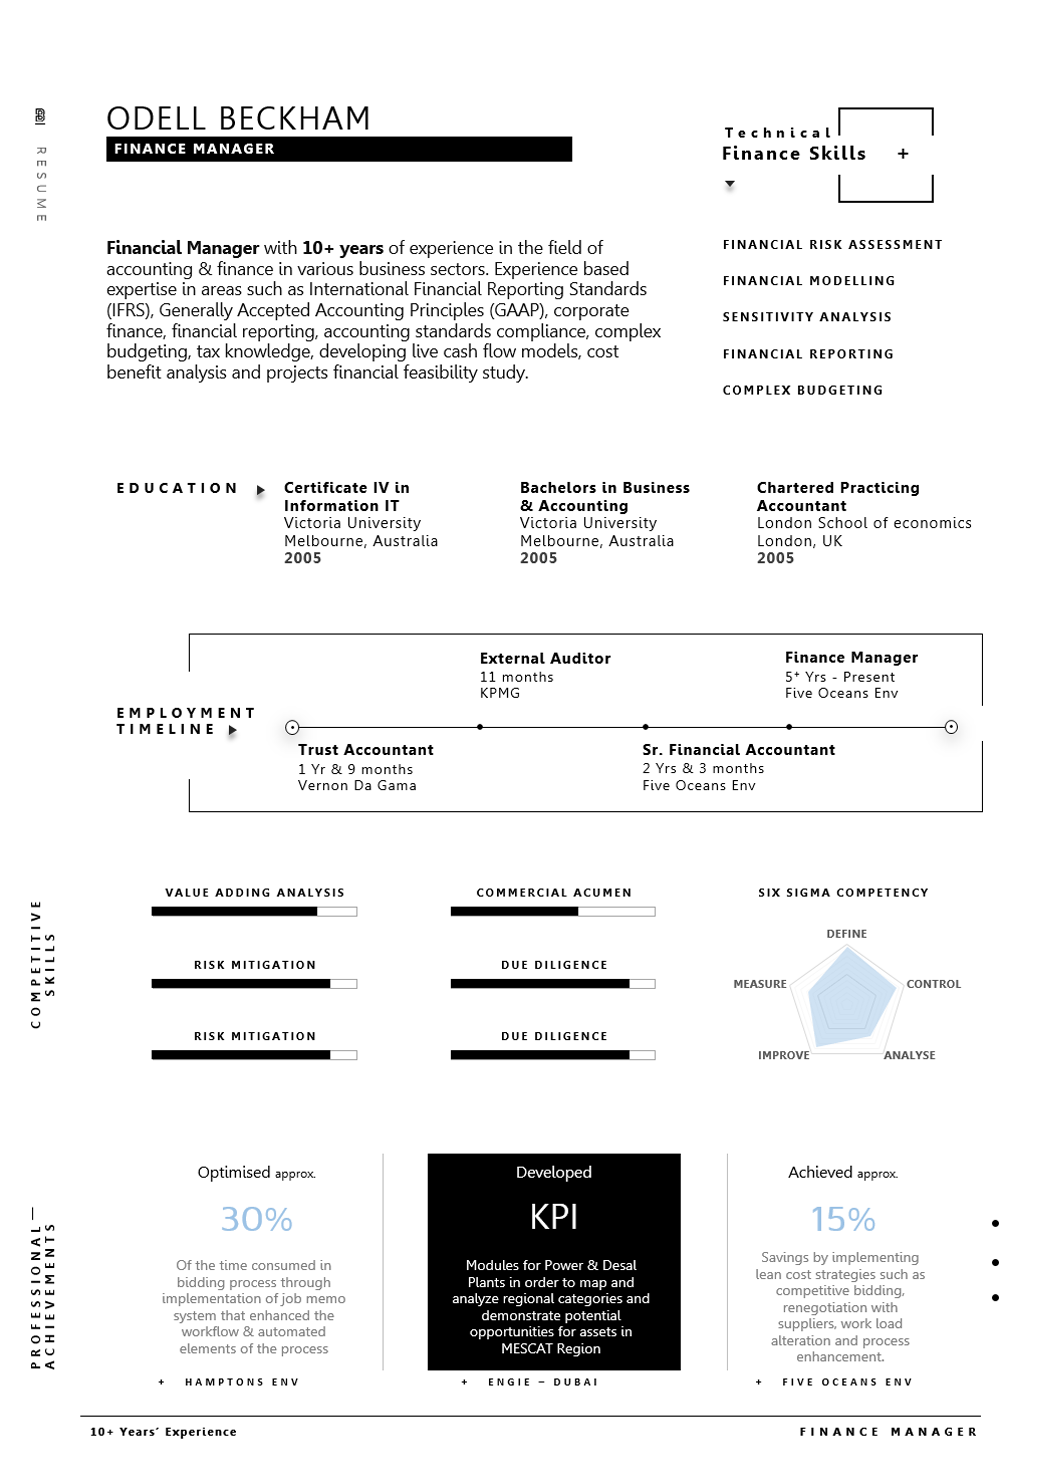 RESUME
ODELL BECKHAM
FINANCE MANAGER
Technical
Finance Skills +
Financial Manager with 10+ years of experience in the field of
accounting & finance in various business sectors. Experience based
expertise in areas such as International Financial Reporting Standards
(IFRS), Generally Accepted Accounting Principles (GAAP), corporate
finance, financial reporting, accounting standards compliance, complex
budgeting, tax knowledge, developing live cash flow models, cost
benefit analysis and projects financial feasibility study.
FINANCIAL RISK ASSESSMENT
FINANCIAL MODELLING
SENSITIVITY ANALYSIS
FINANCIAL REPORTING
COMPLEX BUDGETING
EDUCATION
Certificate IV in
Information IT
Victoria University
Melbourne, Australia
2005
Bachelors in Business
& Accounting
Victoria University
Melbourne, Australia
2005
Chartered Practicing
Accountant
London School of economics
London, UK
2005
EMPLOYMENT
TIMELINE
Trust Accountant
1 Yr & 9 months
Vernon Da Gama
External Auditor
11 months
KPMG
Sr. Financial Accountant
2 Yrs & 3 months
Five Oceans Env
Finance Manager
5+ Yrs - Present
Five Oceans Env
COMPETITIVE
SKILLS
VALUE ADDING ANALYSIS
RISK MITIGATION
RISK MITIGATION
COMMERCIAL ACUMEN
DUE DILIGENCE
DUE DILIGENCE
SIX SIGMA COMPETENCY
DEFINE
MEASURE
CONTROL
IMPROVE
ANALYSE
PROFESSIONAL—
ACHIEVEMENTS
Optimised approx.
30%
Of the time consumed in
bidding process through
implementation of job memo
system that enhanced the
workflow & automated
elements of the process
+ HAMPTONS ENV
Developed
KPI
Modules for Power & Desal
Plants in order to map and
analyze regional categories and
demonstrate potential
opportunities for assets in
MESCAT Region
+ ENGIE – DUBAI
Achieved approx.
15%
Savings by implementing
lean cost strategies such as
competitive bidding,
renegotiation with
suppliers, work load
alteration and process
enhancement.
+ FIVE OCEANS ENV
10+ Years' Experience
FINANCE MANAGER